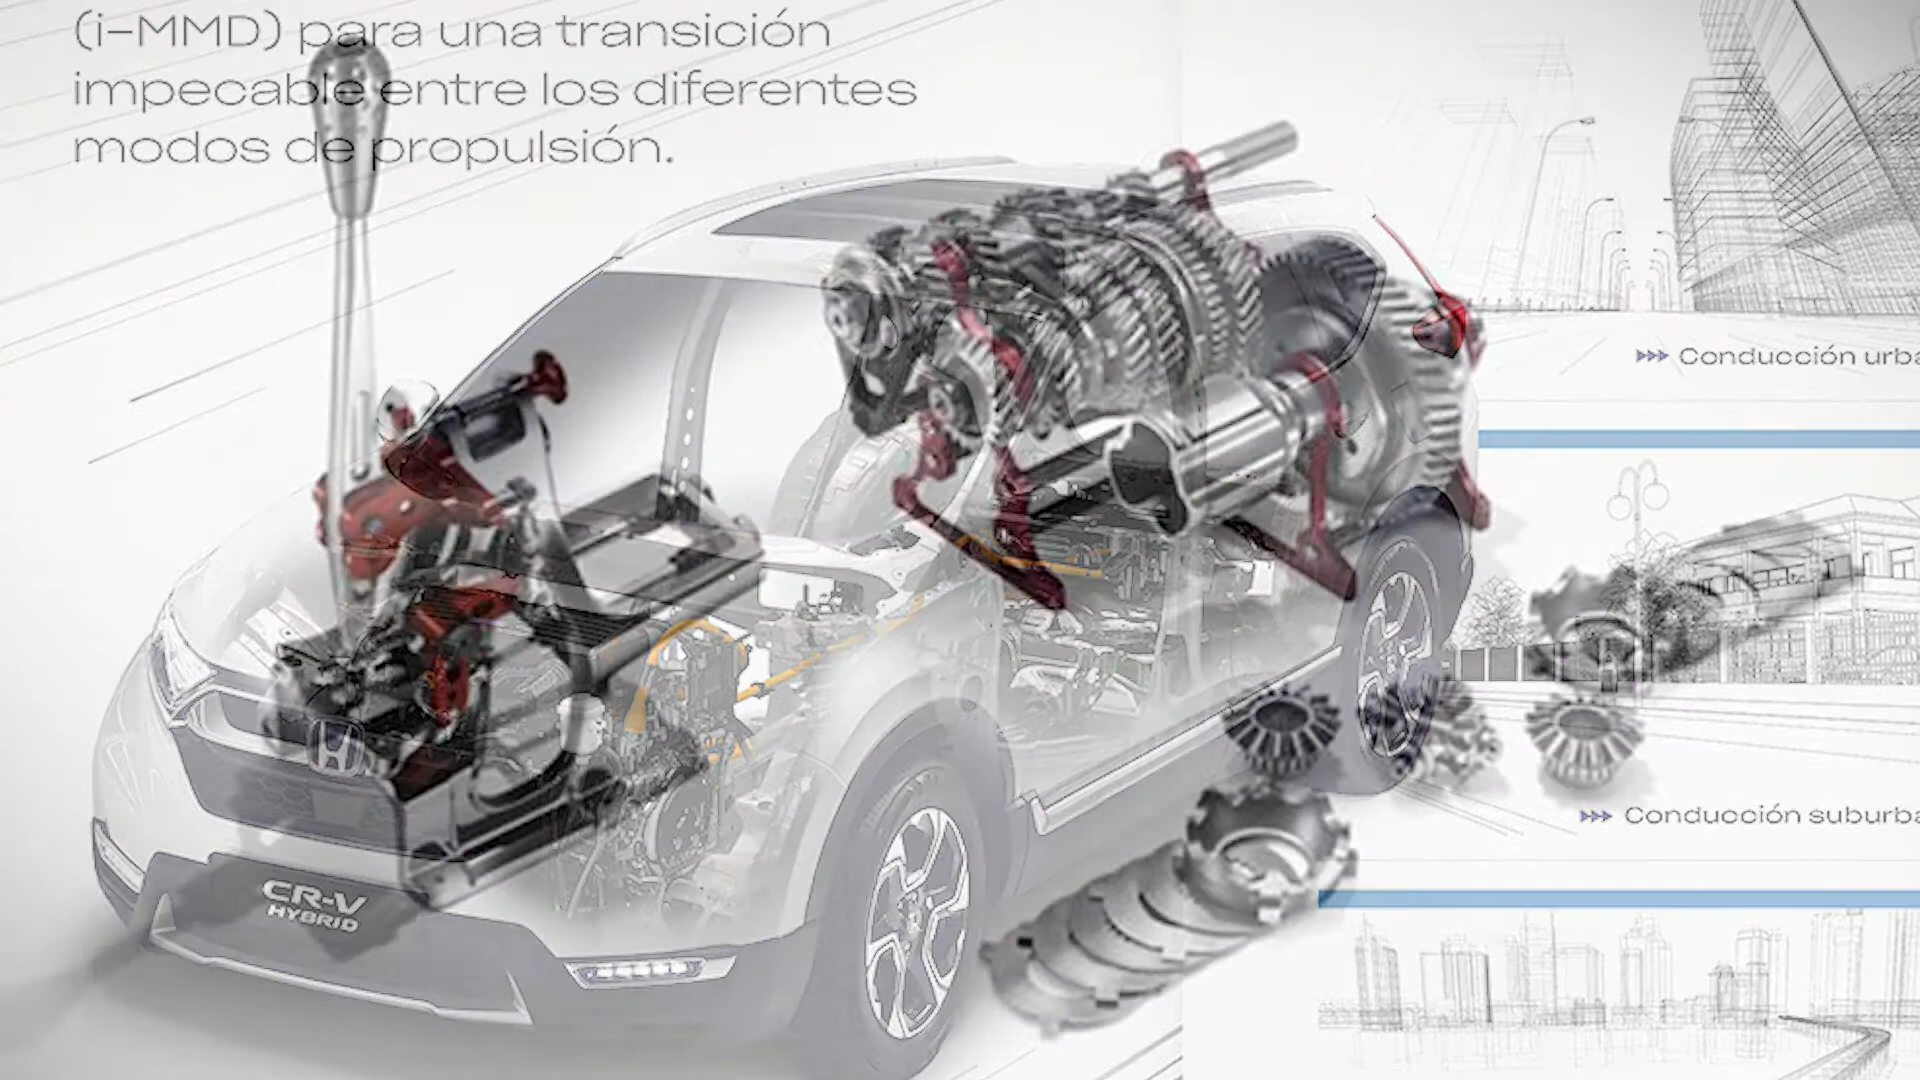 (i-MMD) para una transición
impecable entre los diferentes
modos de propulsión.
Conducción urba
Conducción suburba
CR-V
HYBRID